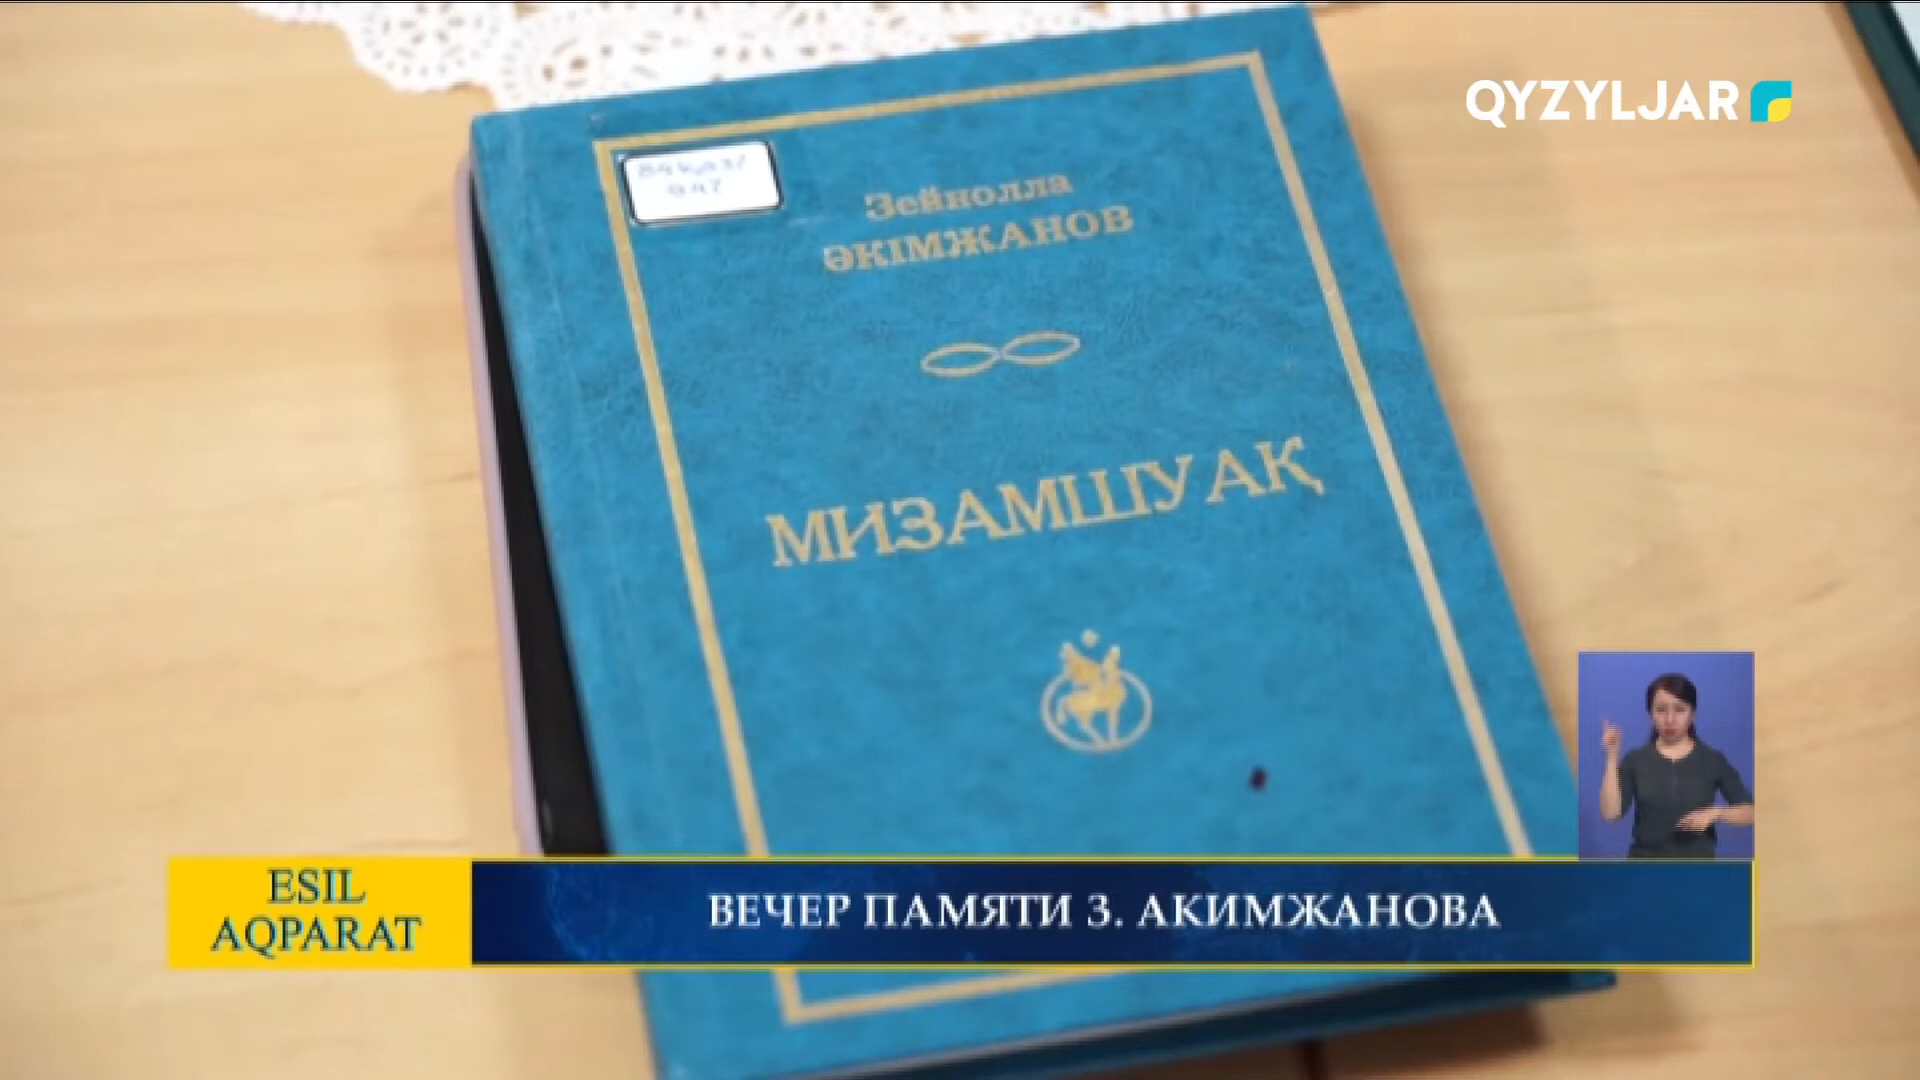 QYZYLJAR
Зейнолла
ӘКІМЖАНОВ
МИЗАМШУАҚ
ESIL
AQPARAT
ВЕЧЕР ПАМЯТИ З. АКИМЖАНОВА